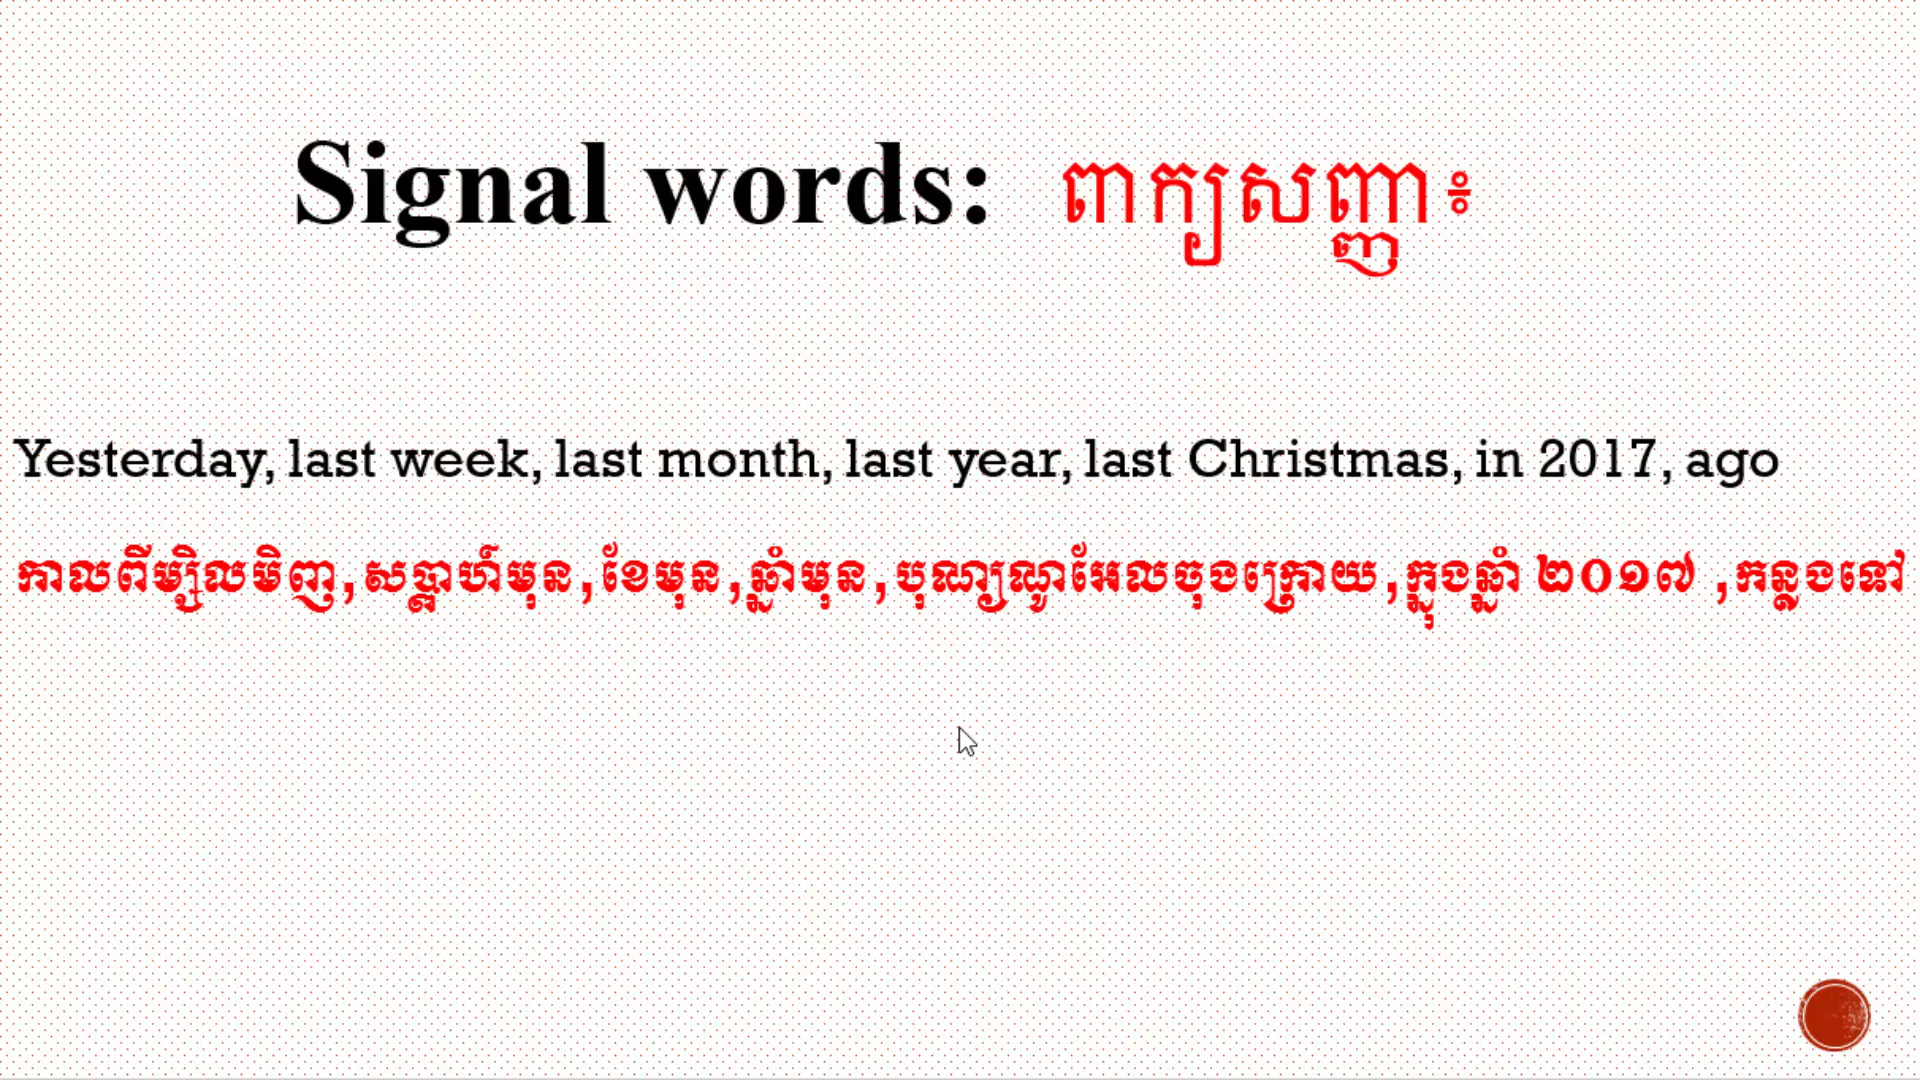 Signal words: ពាក្យសញ្ញា៖
Yesterday, last week, last month, last year, last Christmas, in 2017, ago
កាលពីម្សិលមិញ,សប្ដាហ៍មុន,ខែមុន,ឆ្នាំមុន,បុណ្យណូអែលចុងក្រោយ,ក្នុងឆ្នាំ ២០១៧ ,កន្លងទៅ